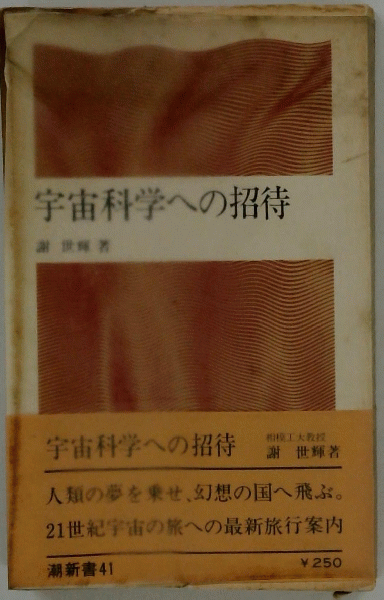 宇宙科学への招待
謝 世輝 著
宇宙科学への招待
相模工大教授
謝 世輝著
人類の夢を乗せ、幻想の国へ飛ぶ。
21世紀宇宙の旅への最新旅行案内
潮新書41
￥250